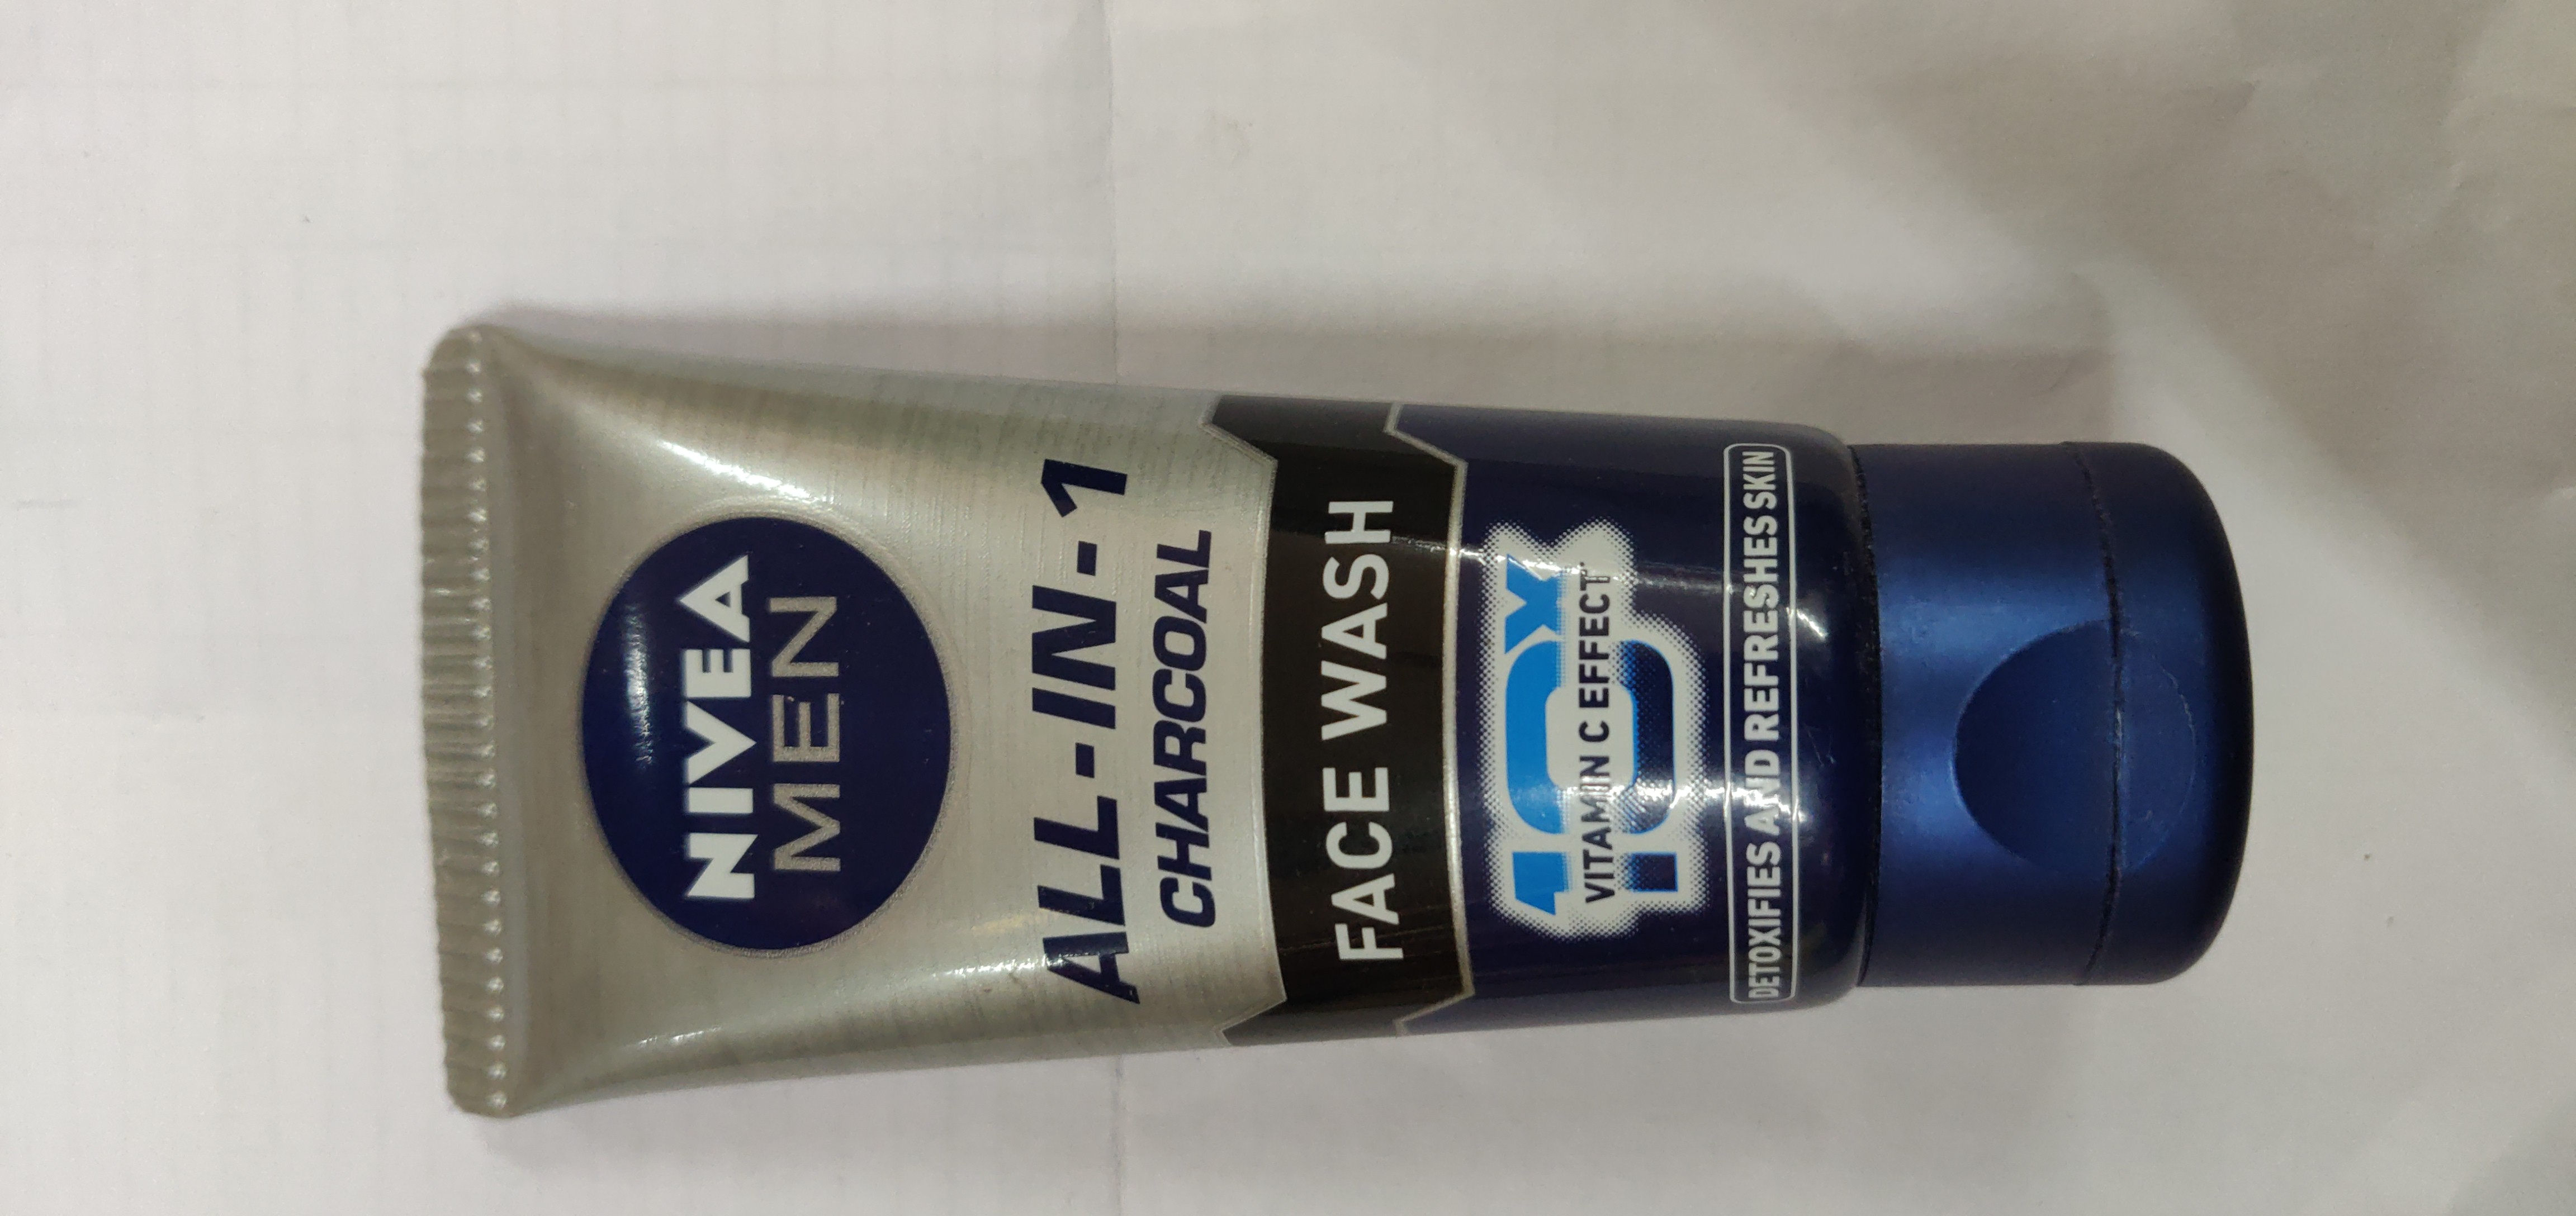 NIVEA
MEN
ALL-IN-1
CHARCOAL
FACE WASH
10X
VITAMIN C EFFECT*
DETOXIFIES AND REFRESHES SKIN